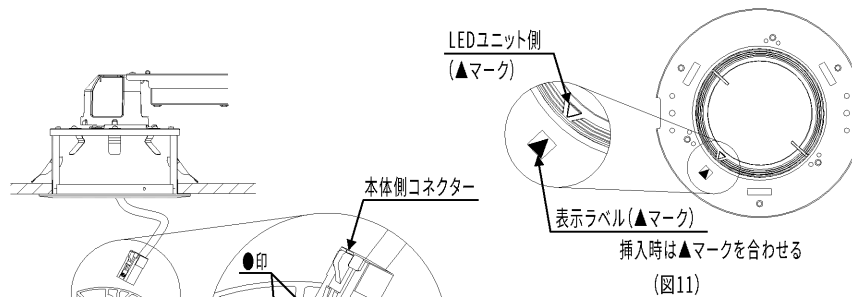 LEDユニット側
(▲マーク)
本体側コネクター
●印
表示ラベル(▲マーク)
挿入時は▲マークを合わせる
(図11)